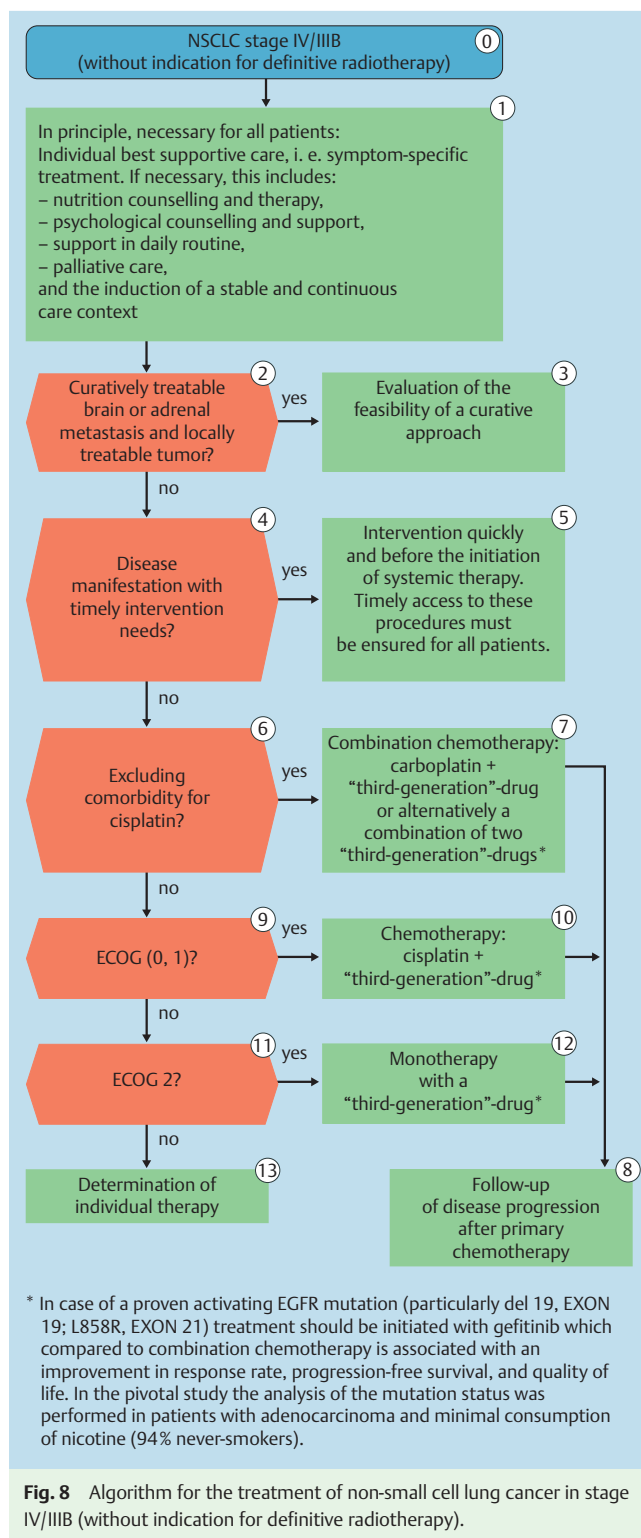 NSCLC stage IV/IIIB
(without indication for definitive radiotherapy)
0
1
In principle, necessary for all patients:
Individual best supportive care, i. e. symptom-specific
treatment. If necessary, this includes:
– nutrition counselling and therapy,
– psychological counselling and support,
– support in daily routine,
– palliative care,
and the induction of a stable and continuous
care context
2
Curatively treatable
brain or adrenal
metastasis and locally
treatable tumor?
yes
3
Evaluation of the
feasibility of a curative
approach
no
4
Disease
manifestation with
timely intervention
needs?
yes
5
Intervention quickly
and before the initiation
of systemic therapy.
Timely access to these
procedures must
be ensured for all patients.
no
6
Excluding
comorbidity for
cisplatin?
yes
7
Combination chemotherapy:
carboplatin +
“third-generation”-drug
or alternatively a
combination of two
“third-generation”-drugs*
no
9
ECOG (0, 1)?
yes
10
Chemotherapy:
cisplatin +
“third-generation”-drug*
no
11
ECOG 2?
yes
12
Monotherapy
with a
“third-generation”-drug*
no
13
Determination of
individual therapy
8
Follow-up
of disease progression
after primary
chemotherapy
* In case of a proven activating EGFR mutation (particularly del 19, EXON
19; L858R, EXON 21) treatment should be initiated with gefitinib which
compared to combination chemotherapy is associated with an
improvement in response rate, progression-free survival, and quality of
life. In the pivotal study the analysis of the mutation status was
performed in patients with adenocarcinoma and minimal consumption
of nicotine (94% never-smokers).
Fig. 8 Algorithm for the treatment of non-small cell lung cancer in stage
IV/IIIB (without indication for definitive radiotherapy).